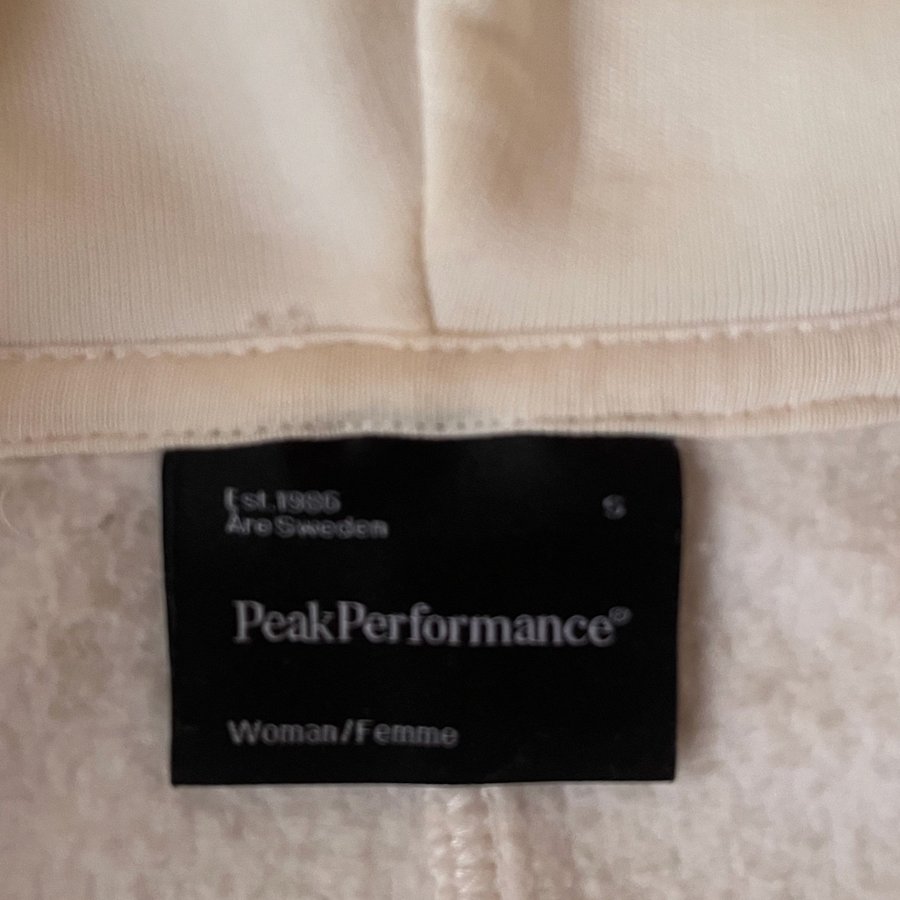 Est. 1986 S
Åre Sweden
PeakPerformance®
Woman/Femme